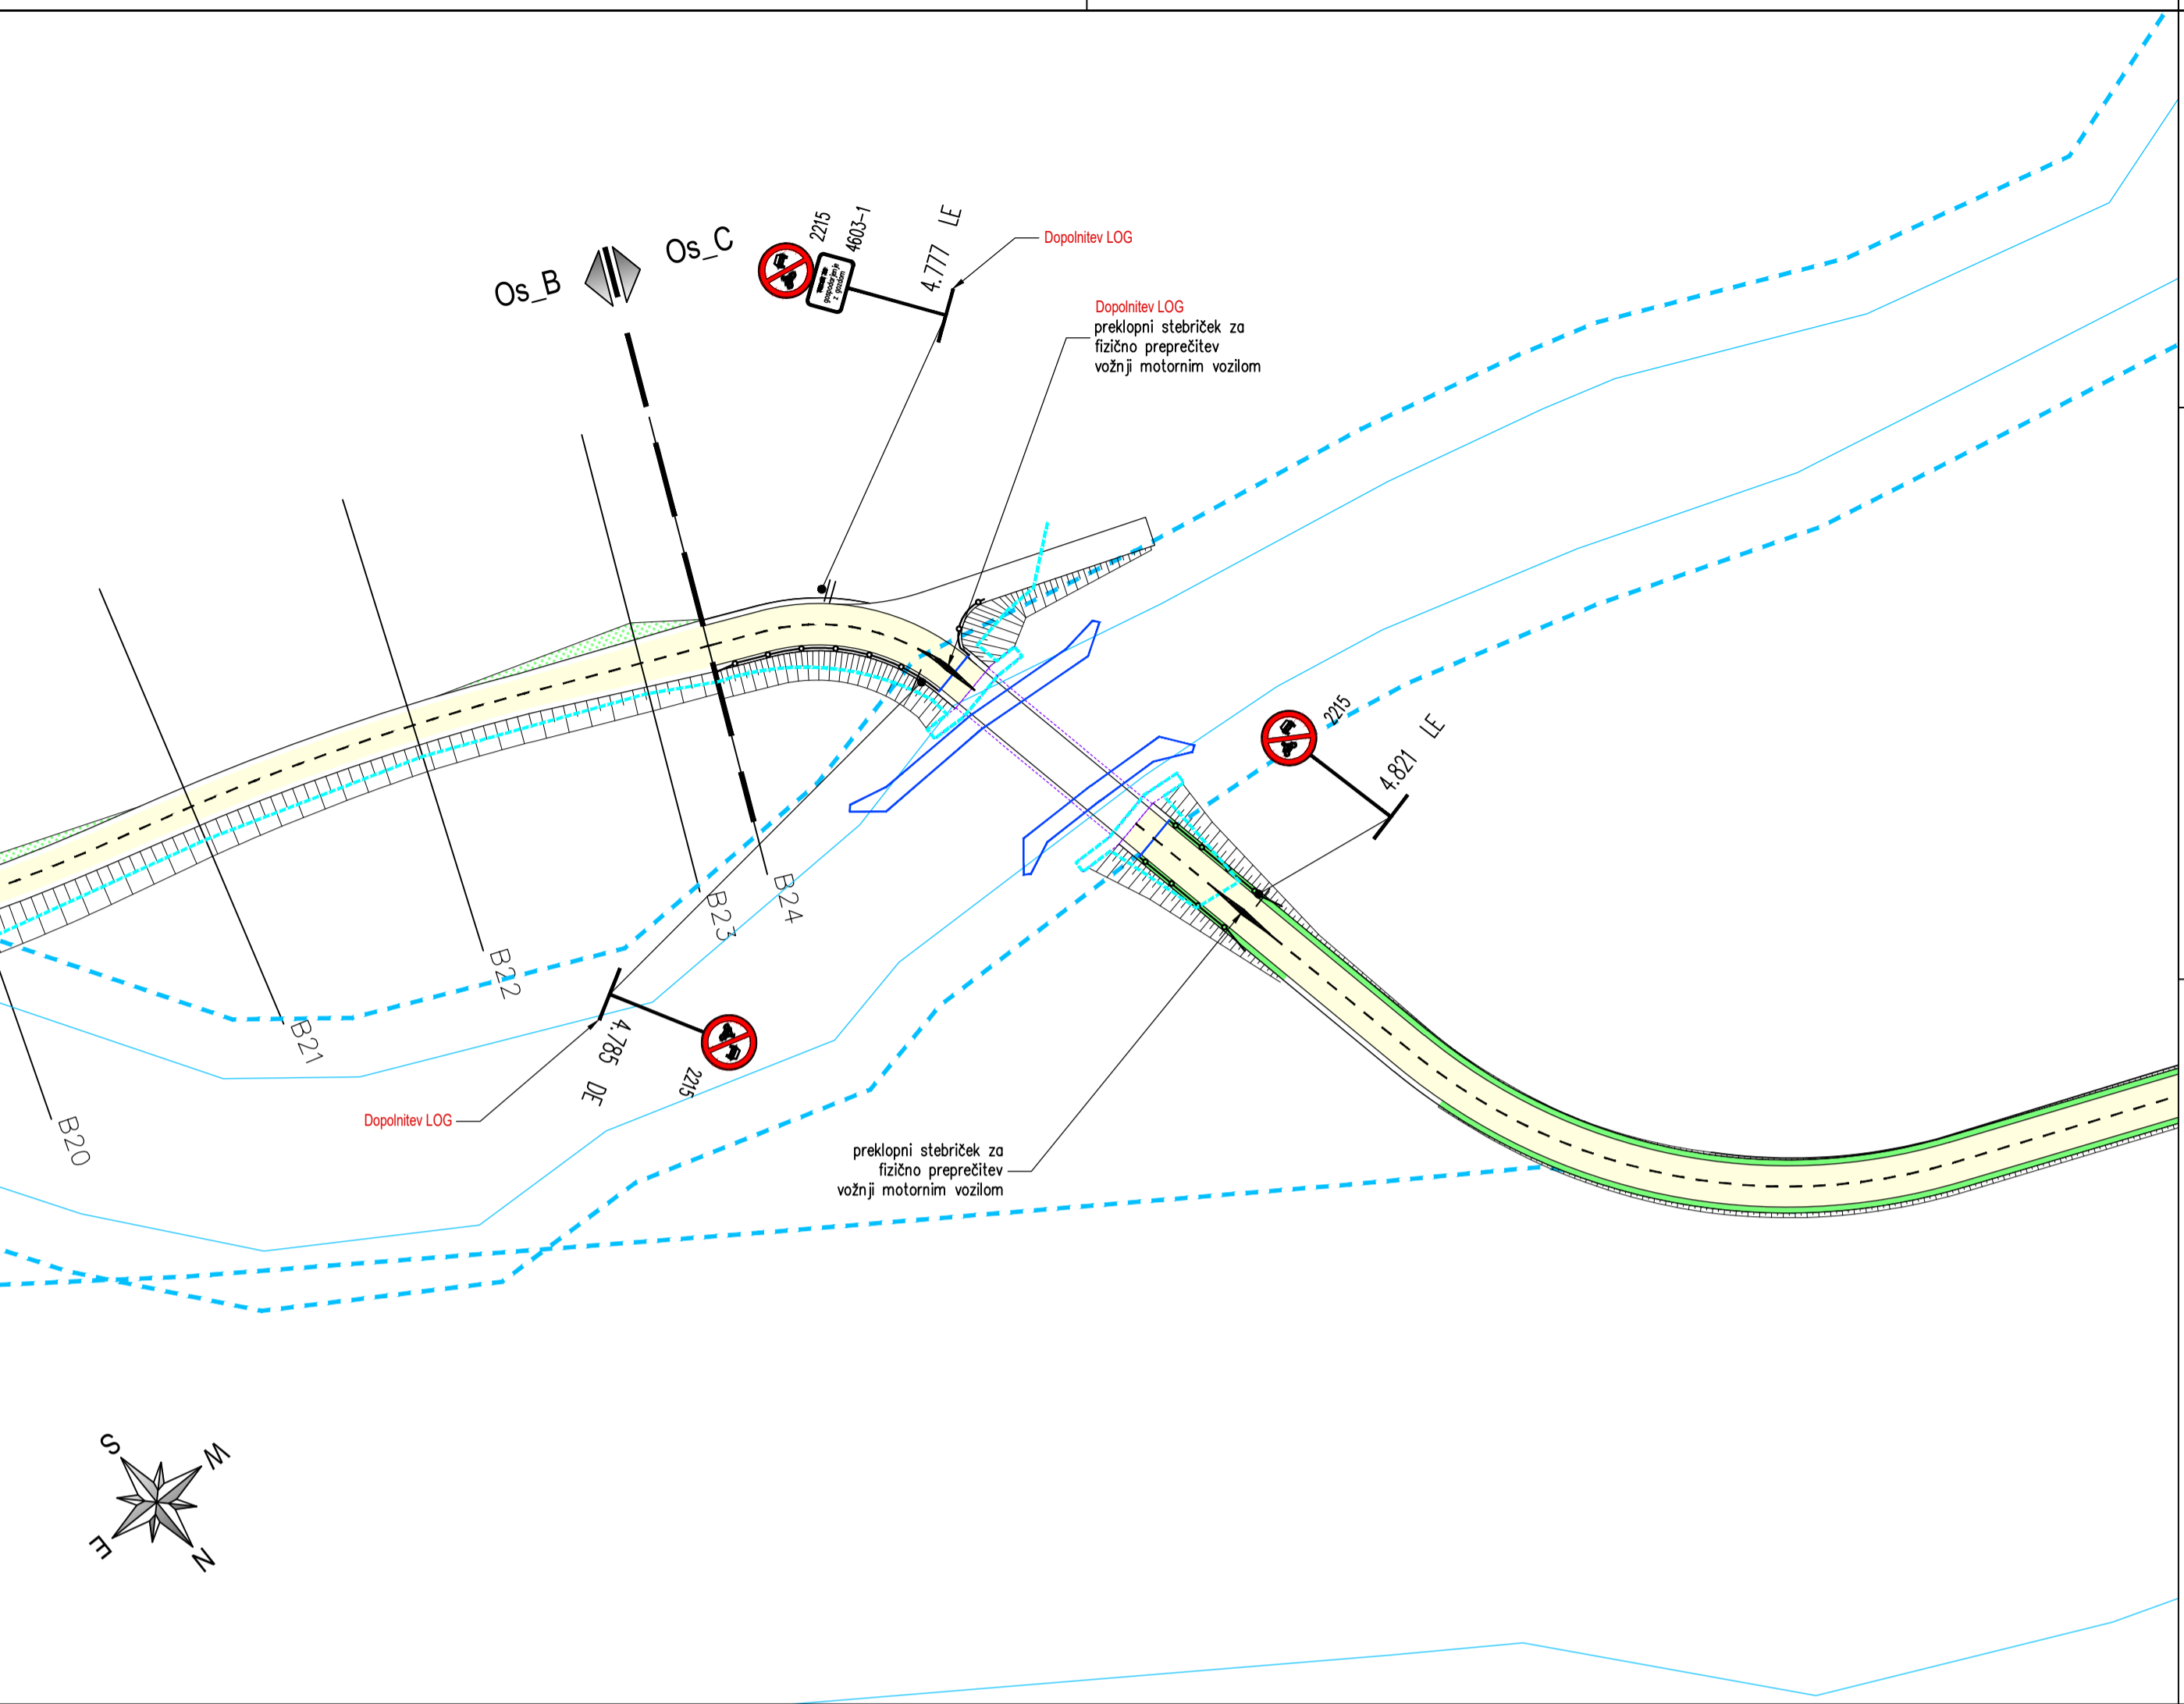 Os_B
Os_C
2215
4603-1
gospodarjenje
z gozdom
4.777 LE
Dopolnitev LOG
Dopolnitev LOG
preklopni stebriček za
fizično preprečitev
vožnji motornim vozilom
2215
4.821 LE
B24
B23
B22
B21
B20
4.785 DE
2215
Dopolnitev LOG
preklopni stebriček za
fizično preprečitev
vožnji motornim vozilom
S
W
E
N